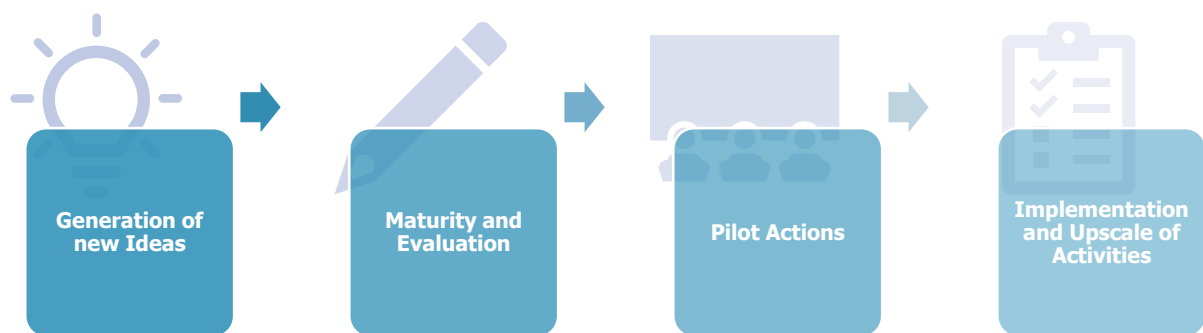 Generation of
new Ideas
Maturity and
Evaluation
Pilot Actions
Implementation
and Upscale of
Activities